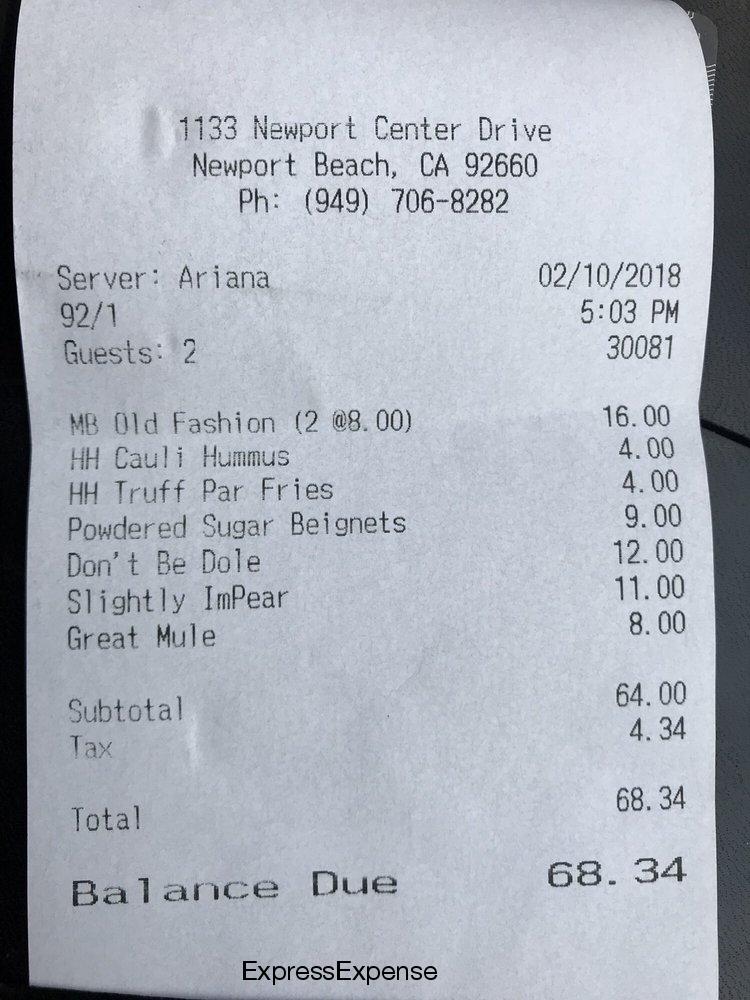 1133 Newport Center Drive
Newport Beach, CA 92660
Ph: (949) 706-8282
Server: Ariana 02/10/2018
92/1 5:03 PM
Guests: 2 30081
MB Old Fashion (2 @8.00) 16.00
HH Cauli Hummus 4.00
HH Truff Par Fries 4.00
Powdered Sugar Beignets 9.00
Don't Be Dole 12.00
Slightly ImPear 11.00
Great Mule 8.00
Subtotal 64.00
Tax 4.34
Total 68.34
Balance Due 68.34
ExpressExpense